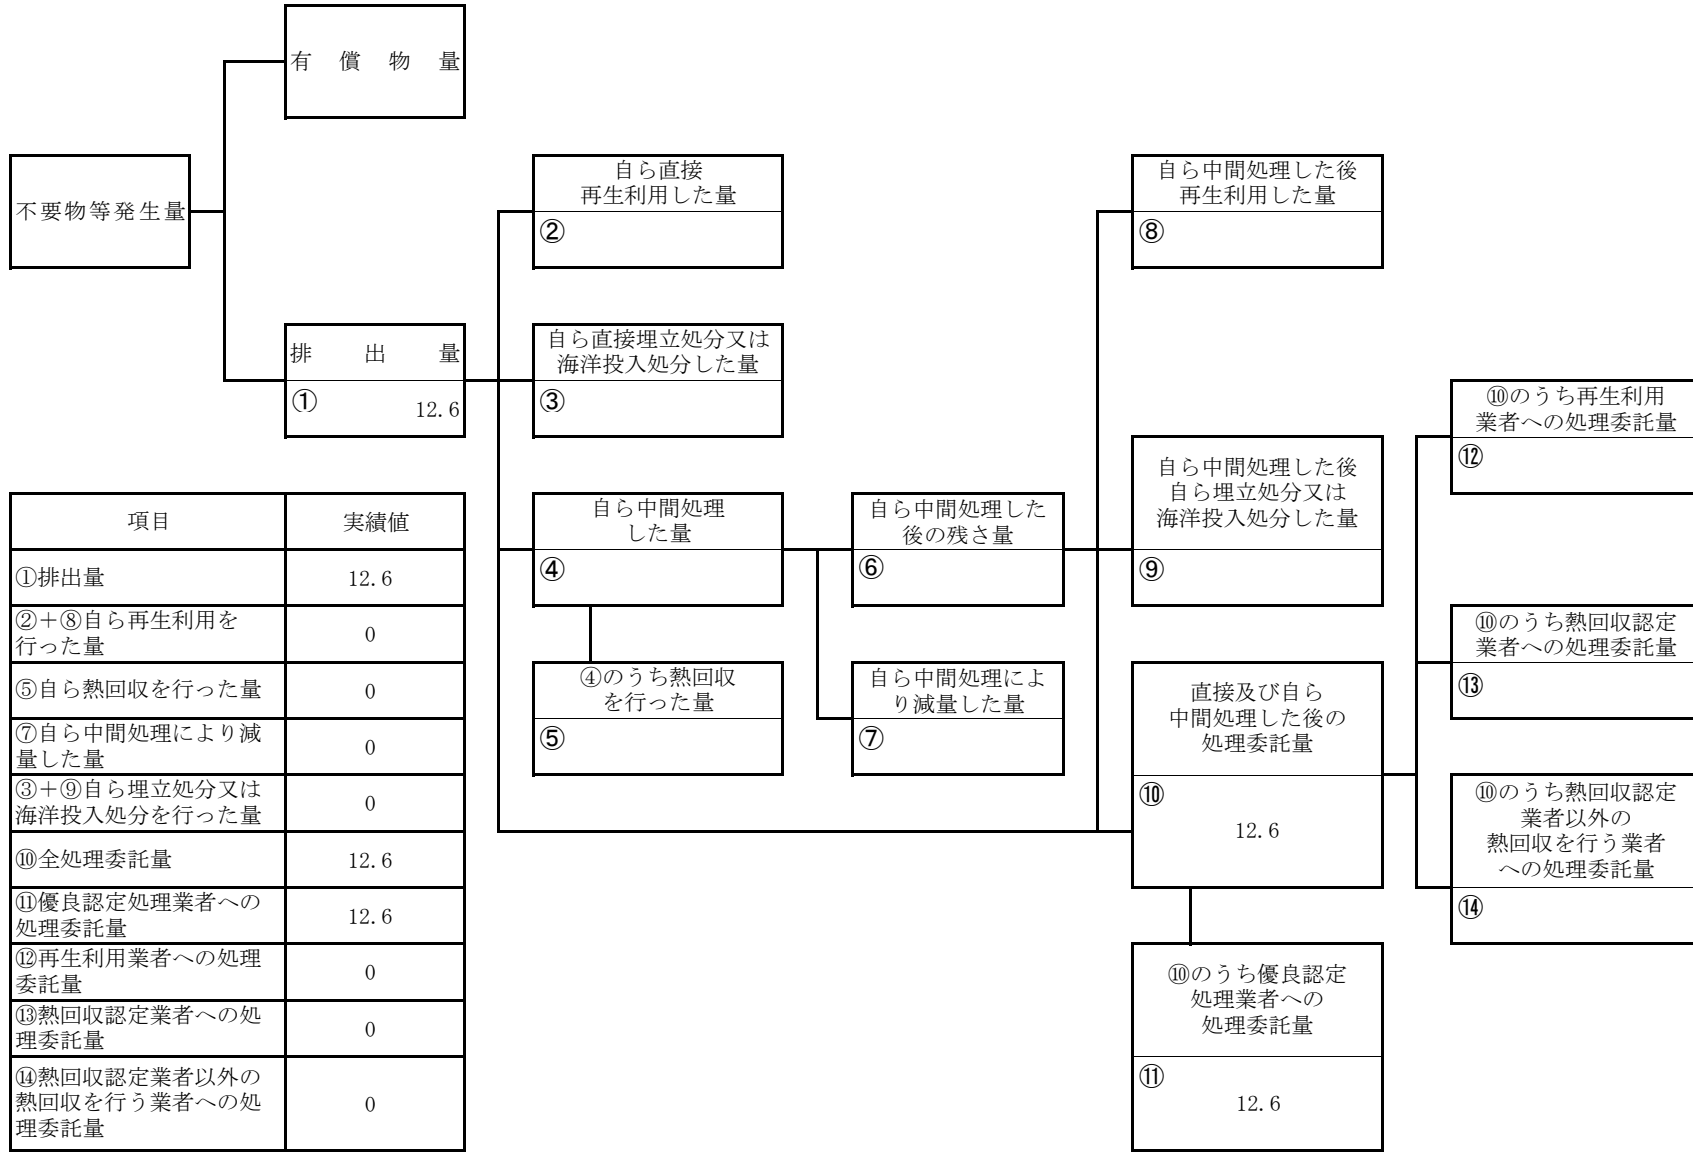 有償物量
不要物等発生量
排出量
①
12.6
自ら直接
再生利用した量
②
自ら直接埋立処分又は
海洋投入処分した量
③
自ら中間処理
した量
④
④のうち熱回収
を行った量
⑤
自ら中間処理した
後の残さ量
⑥
自ら中間処理によ
り減量した量
⑦
自ら中間処理した後
再生利用した量
⑧
自ら中間処理した後
自ら埋立処分又は
海洋投入処分した量
⑨
直接及び自ら
中間処理した後の
処理委託量
⑩
12.6
⑩のうち優良認定
処理業者への
処理委託量
⑪
12.6
⑩のうち再生利用
業者への処理委託量
⑫
⑩のうち熱回収認定
業者への処理委託量
⑬
⑩のうち熱回収認定
業者以外の
熱回収を行う業者
への処理委託量
⑭
項目 実績値
①排出量 12.6
②＋⑧自ら再生利用を
行った量 0
⑤自ら熱回収を行った量 0
⑦自ら中間処理により減
量した量 0
③＋⑨自ら埋立処分又は
海洋投入処分を行った量 0
⑩全処理委託量 12.6
⑪優良認定処理業者への
処理委託量 12.6
⑫再生利用業者への処理
委託量 0
⑬熱回収認定業者への処
理委託量 0
⑭熱回収認定業者以外の
熱回収を行う業者への処
理委託量 0